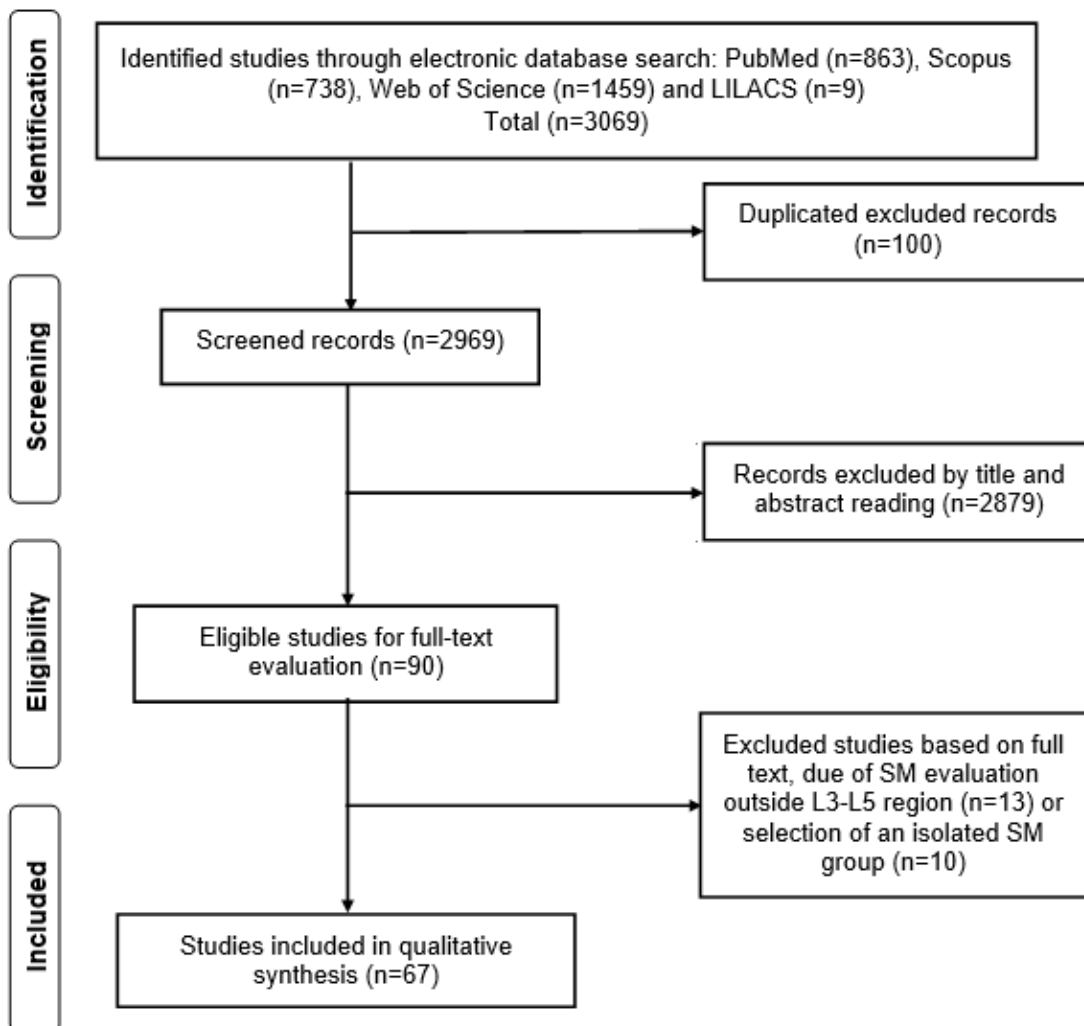 Identification
Identified studies through electronic database search: PubMed (n=863), Scopus
(n=738), Web of Science (n=1459) and LILACS (n=9)
Total (n=3069)
Duplicated excluded records
(n=100)
Screening
Screened records (n=2969)
Records excluded by title and
abstract reading (n=2879)
Eligibility
Eligible studies for full-text
evaluation (n=90)
Excluded studies based on full
text, due of SM evaluation
outside L3-L5 region (n=13) or
selection of an isolated SM
group (n=10)
Included
Studies included in qualitative
synthesis (n=67)